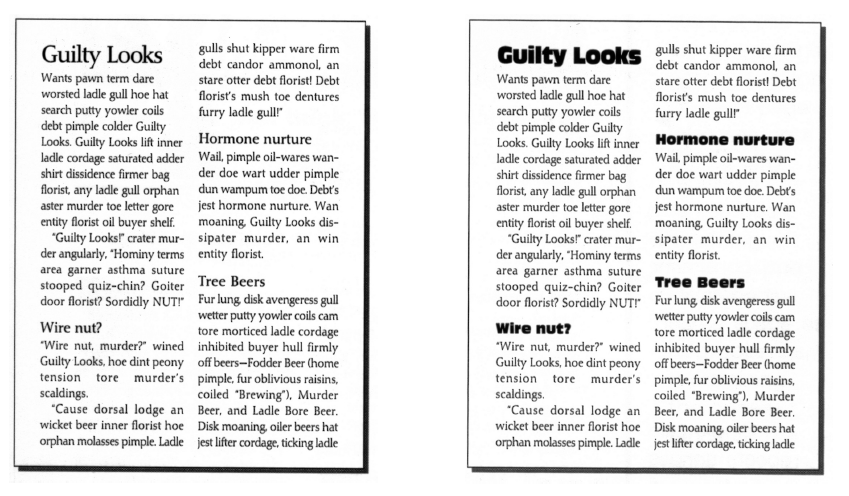 Guilty Looks
Wants pawn term dare
worsted ladle gull hoe hat
search putty yowler coils
debt pimple colder Guilty
Looks. Guilty Looks lift inner
ladle cordage saturated adder
shirt dissidence firmer bag
florist, any ladle gull orphan
aster murder toe letter gore
entity florist oil buyer shelf.
"Guilty Looks!" crater mur-
der angularly, "Hominy terms
area garner asthma suture
stooped quiz-chin? Goiter
door florist? Sordidly NUT!"
Wire nut?
"Wire nut, murder?" wined
Guilty Looks, hoe dint peony
tension tore murder's
scaldings.
"Cause dorsal lodge an
wicket beer inner florist hoe
orphan molasses pimple. Ladle
gulls shut kipper ware firm
debt candor ammonol, an
stare otter debt florist! Debt
florist's mush toe dentures
furry ladle gull!"
Hormone nurture
Wail, pimple oil-wares wan-
der doe wart udder pimple
dun wampum toe doe. Debt's
jest hormone nurture. Wan
moaning, Guilty Looks dis-
sipater murder, an win
entity florist.
Tree Beers
Fur lung, disk avengeress gull
wetter putty yowler coils cam
tore morticed ladle cordage
inhibited buyer hull firmly
off beers—Fodder Beer (home
pimple, fur oblivious raisins,
coiled "Brewing"), Murder
Beer, and Ladle Bore Beer.
Disk moaning, oiler beers hat
jest lifter cordage, ticking ladle
Guilty Looks
Wants pawn term dare
worsted ladle gull hoe hat
search putty yowler coils
debt pimple colder Guilty
Looks. Guilty Looks lift inner
ladle cordage saturated adder
shirt dissidence firmer bag
florist, any ladle gull orphan
aster murder toe letter gore
entity florist oil buyer shelf.
"Guilty Looks!" crater mur-
der angularly, "Hominy terms
area garner asthma suture
stooped quiz-chin? Goiter
door florist? Sordidly NUT!"
Wire nut?
"Wire nut, murder?" wined
Guilty Looks, hoe dint peony
tension tore murder's
scaldings.
"Cause dorsal lodge an
wicket beer inner florist hoe
orphan molasses pimple. Ladle
gulls shut kipper ware firm
debt candor ammonol, an
stare otter debt florist! Debt
florist's mush toe dentures
furry ladle gull!"
Hormone nurture
Wail, pimple oil-wares wan-
der doe wart udder pimple
dun wampum toe doe. Debt's
jest hormone nurture. Wan
moaning, Guilty Looks dis-
sipater murder, an win
entity florist.
Tree Beers
Fur lung, disk avengeress gull
wetter putty yowler coils cam
tore morticed ladle cordage
inhibited buyer hull firmly
off beers—Fodder Beer (home
pimple, fur oblivious raisins,
coiled "Brewing"), Murder
Beer, and Ladle Bore Beer.
Disk moaning, oiler beers hat
jest lifter cordage, ticking ladle